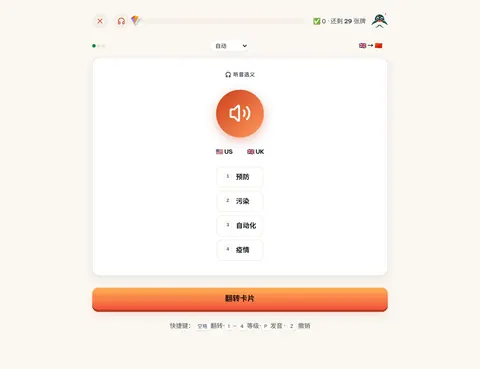 ✅ 0 · 还剩 29 张牌
自动
🇬🇧 → 🇨🇳
🎧 听音选义
🇺🇸 US 🇬🇧 UK
1 预防
2 污染
3 自动化
4 疫情
翻转卡片
快捷键： 空格 翻转 · 1 – 4 等级 · P 发音 · Z 撤销